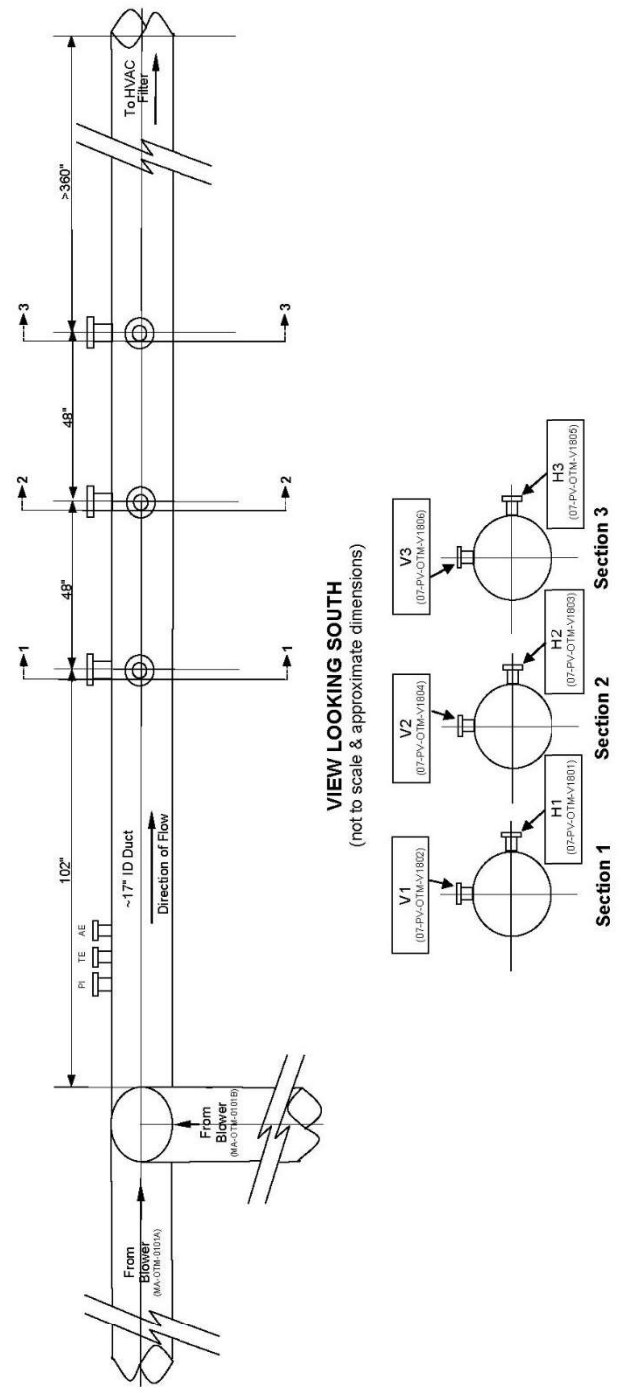 To HVAC
Filter
>360"
3
3
48"
2
2
48"
1
1
102"
~17" ID Duct
Direction of Flow
PI
TE
AE
From
Blower
(MA-OTM-0101B)
From
Blower
(MA-OTM-0101A)
VIEW LOOKING SOUTH
(not to scale & approximate dimensions)
V1
(07-PV-OTM-V1802)
H1
(07-PV-OTM-V1801)
Section 1
V2
(07-PV-OTM-V1804)
H2
(07-PV-OTM-V1803)
Section 2
V3
(07-PV-OTM-V1806)
H3
(07-PV-OTM-V1805)
Section 3